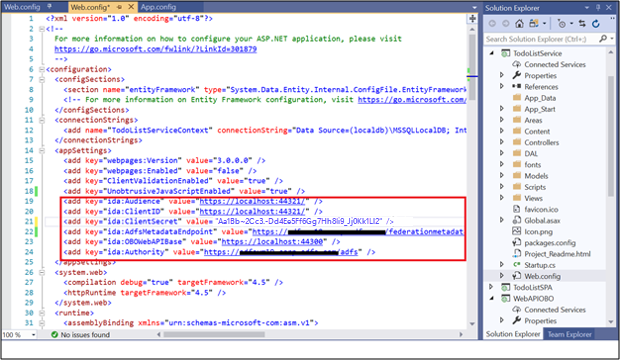 Web.config
Web.config*
App.config
1 <?xml version="1.0" encoding="utf-8"?>
2 <!--
3 For more information on how to configure your ASP.NET application, please visit
4 https://go.microsoft.com/fwlink/?LinkId=301879
5 -->
6 <configuration>
7 <configSections>
8 <section name="entityFramework" type="System.Data.Entity.Internal.ConfigFile.EntityFramework
9 <!-- For more information on Entity Framework configuration, visit https://go.microsoft.c
10 </configSections>
11 <connectionStrings>
12 <add name="TodoListServiceContext" connectionString="Data Source=(localdb)\MSSQLLocalDB; Int
13 </connectionStrings>
14 <appSettings>
15 <add key="webpages:Version" value="3.0.0.0" />
16 <add key="webpages:Enabled" value="false" />
17 <add key="ClientValidationEnabled" value="true" />
18 <add key="UnobtrusiveJavaScriptEnabled" value="true" />
19 <add key="ida:Audience" value="https://localhost:44321/" />
20 <add key="ida:ClientID" value="https://localhost:44321/" />
21 <add key="ida:ClientSecret" value=
22 <add key="ida:AdfsMetadataEndpoint" value="https:// /federationmetadat
23 <add key="ida:OBOWebAPIBase" value="https://localhost:44300" />
24 <add key="ida:Authority" value="https:// /adfs" />
25 </appSettings>
26 <system.web>
27 <compilation debug="true" targetFramework="4.5" />
28 <httpRuntime targetFramework="4.5" />
29 </system.web>
30 <runtime>
31 <assemblyBinding xmlns="urn:schemas-microsoft-com:asm.v1">
100 %
No issues found
Solution Explorer
Search Solution Explorer (Ctrl+;)
TodoListService
Connected Services
Properties
References
App_Data
App_Start
Areas
Content
Controllers
DAL
fonts
Models
Scripts
Views
favicon.ico
Global.asax
Icon.png
packages.config
Project_Readme.html
Startup.cs
Web.config
TodoListSPA
WebAPIOBO
Connected Services
Properties
Solution Explorer
Team Explorer